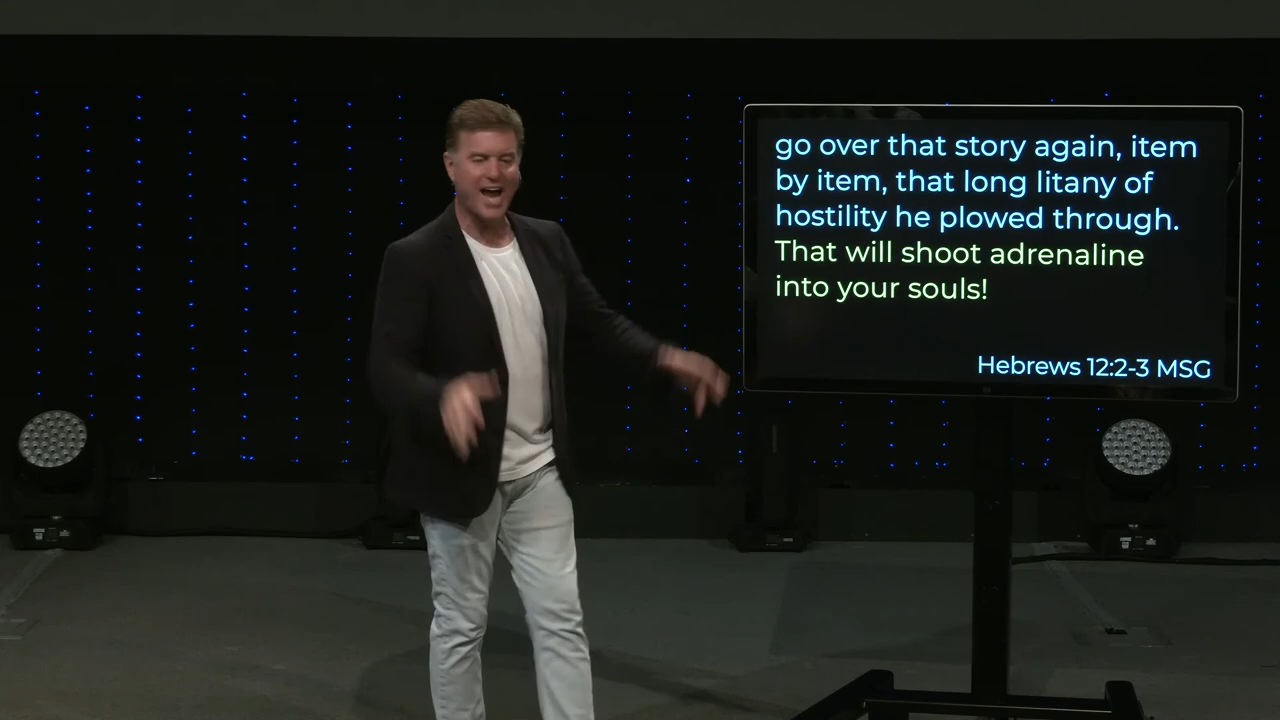 go over that story again, item
by item, that long litany of
hostility he plowed through.
That will shoot adrenaline
into your souls!
Hebrews 12:2-3 MSG